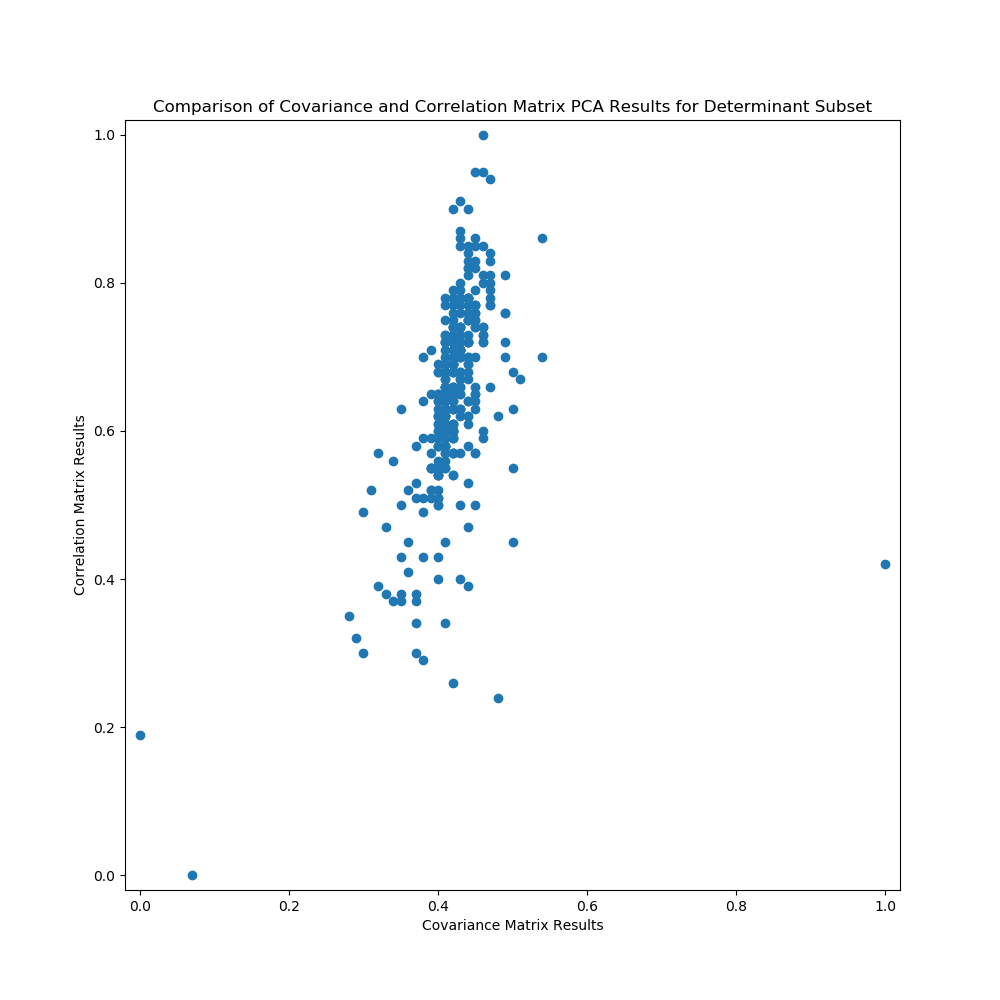 Comparison of Covariance and Correlation Matrix PCA Results for Determinant Subset
1.0
0.8
0.6
0.4
0.2
0.0
Correlation Matrix Results
0.0 0.2 0.4 0.6 0.8 1.0
Covariance Matrix Results